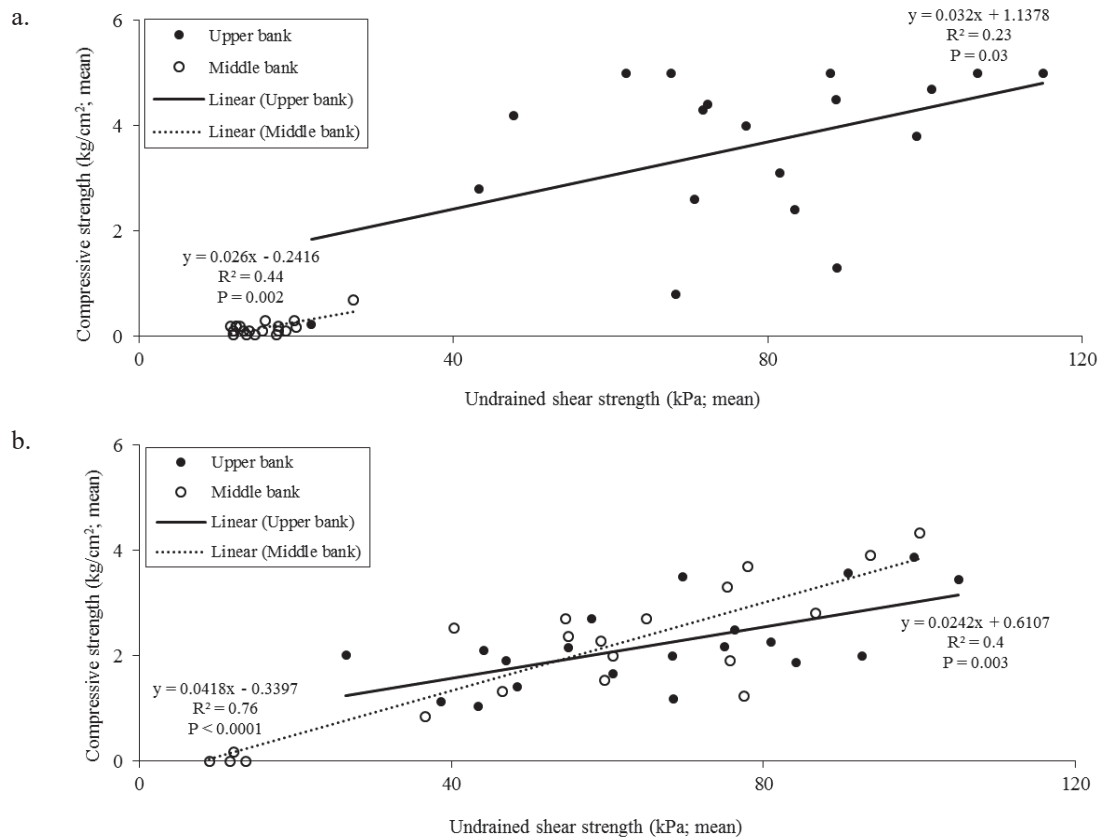 a.
6
4
2
0
0
40
80
120
Compressive strength (kg/cm²; mean)
Undrained shear strength (kPa; mean)
Upper bank
Middle bank
Linear (Upper bank)
Linear (Middle bank)
y = 0.032x + 1.1378
R² = 0.23
P = 0.03
y = 0.026x - 0.2416
R² = 0.44
P = 0.002
b.
6
4
2
0
0
40
80
120
Compressive strength (kg/cm²; mean)
Undrained shear strength (kPa; mean)
Upper bank
Middle bank
Linear (Upper bank)
Linear (Middle bank)
y = 0.0242x + 0.6107
R² = 0.4
P = 0.003
y = 0.0418x - 0.3397
R² = 0.76
P < 0.0001